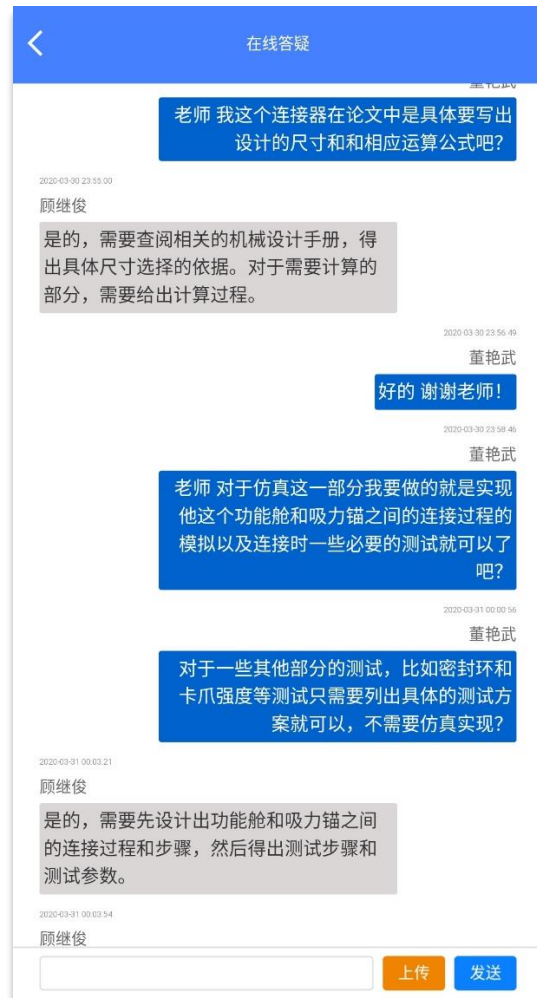 在线答疑
老师 我这个连接器在论文中是具体要写出
设计的尺寸和和相应运算公式吧？
2020-03-30 23:55:00
顾继俊
是的，需要查阅相关的机械设计手册，得
出具体尺寸选择的依据。对于需要计算的
部分，需要给出计算过程。
2020-03-30 23:56:49
董艳武
好的 谢谢老师！
2020-03-30 23:58:46
董艳武
老师 对于仿真这一部分我要做的就是实现
他这个功能舱和吸力锚之间的连接过程的
模拟以及连接时一些必要的测试就可以了
吧？
2020-03-31 00:00:56
董艳武
对于一些其他部分的测试，比如密封环和
卡爪强度等测试只需要列出具体的测试方
案就可以，不需要仿真实现？
2020-03-31 00:03:21
顾继俊
是的，需要先设计出功能舱和吸力锚之间
的连接过程和步骤，然后得出测试步骤和
测试参数。
2020-03-31 00:03:54
顾继俊
上传
发送